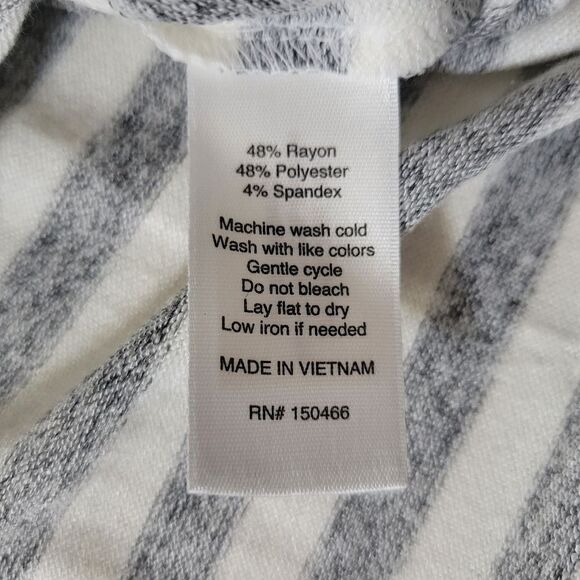 48% Rayon
48% Polyester
4% Spandex
Machine wash cold
Wash with like colors
Gentle cycle
Do not bleach
Lay flat to dry
Low iron if needed
MADE IN VIETNAM
RN# 150466